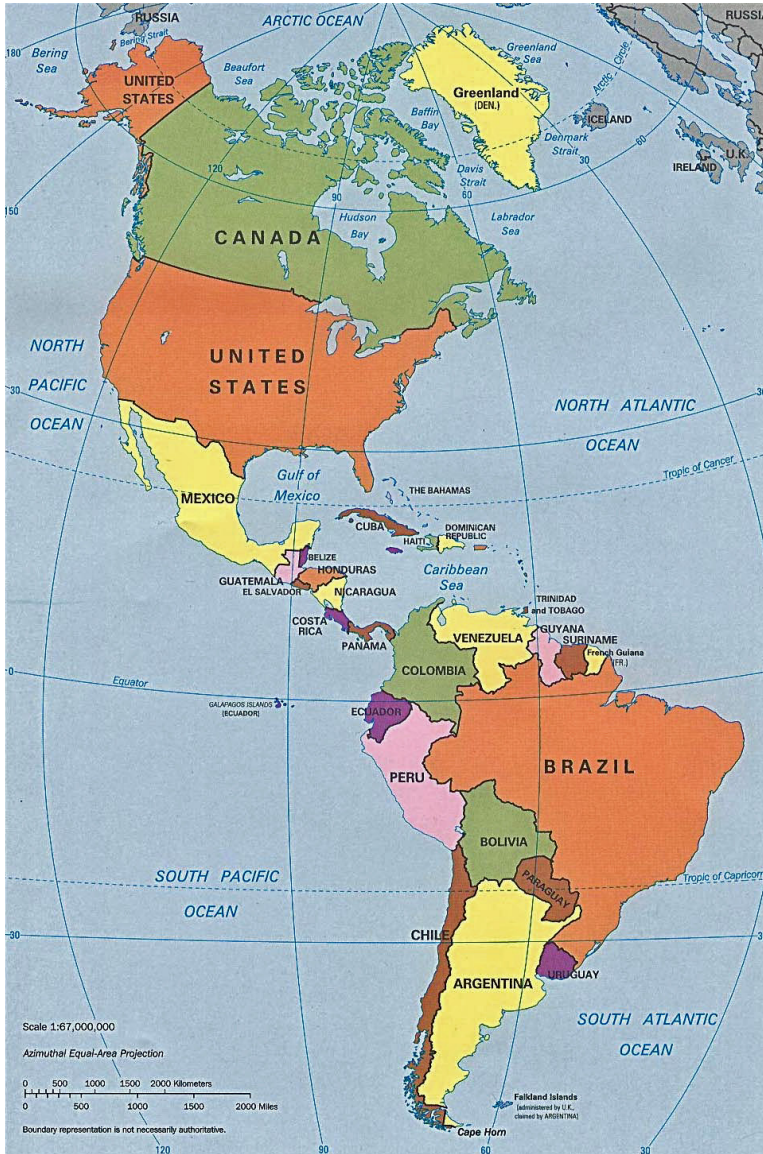 RUSSIA
ARCTIC OCEAN
RUSSI
Bering Strait
180
Bering
Sea
Beaufort
Sea
Greenland
Sea
UNITED
STATES
Greenland
(DEN.)
Arctic Circle
Baffin
Bay
ICELAND
Denmark
Strait
60
U.K.
30
IRELAND
120
Davis
Strait
90
60
150
Hudson
Bay
Labrador
Sea
CANADA
NORTH
PACIFIC
OCEAN
UNITED
STATES
30
30
NORTH ATLANTIC
OCEAN
Tropic of Cancer
Gulf of
Mexico
MEXICO
THE BAHAMAS
CUBA
DOMINICAN
REPUBLIC
HAITI
BELIZE
HONDURAS
Caribbean
Sea
GUATEMALA
EL SALVADOR
NICARAGUA
TRINIDAD
and TOBAGO
COSTA
RICA
PANAMA
GUYANA
VENEZUELA
SURINAME
French Guiana
(FR.)
COLOMBIA
0
Equator
GALAPAGOS ISLANDS
(ECUADOR)
ECUADOR
BRAZIL
PERU
BOLIVIA
SOUTH PACIFIC
OCEAN
Tropic of Capricorn
PARAGUAY
30
3
CHILE
URUGUAY
ARGENTINA
SOUTH ATLANTIC
OCEAN
Scale 1:67,000,000
Azimuthal Equal-Area Projection
0 500 1000 1500 2000 Kilometers
0 500 1000 1500 2000 Miles
Boundary representation is not necessarily authoritative.
Falkland Islands
(administered by U.K.,
claimed by ARGENTINA)
Cape Horn
120
90
60
30